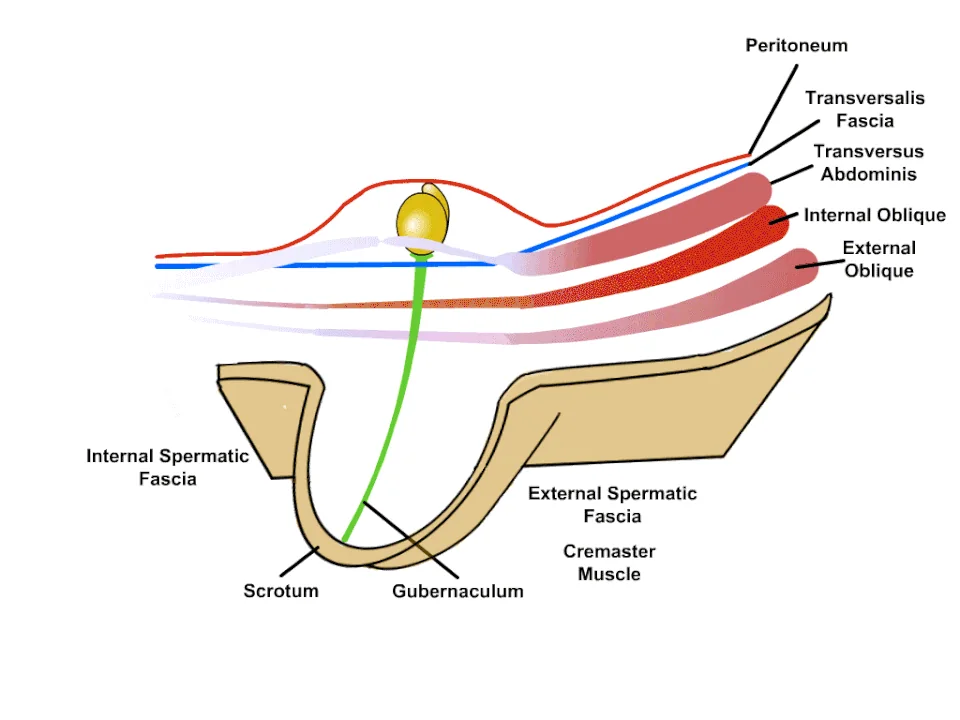 Peritoneum
Transversalis
Fascia
Transversus
Abdominis
Internal Oblique
External
Oblique
Internal Spermatic
Fascia
External Spermatic
Fascia
Cremaster
Muscle
Scrotum
Gubernaculum